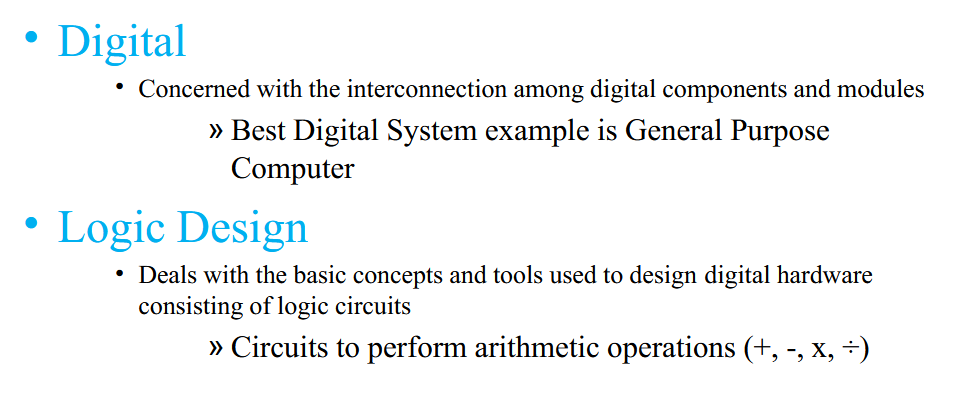 • Digital
• Concerned with the interconnection among digital components and modules
» Best Digital System example is General Purpose
Computer
• Logic Design
• Deals with the basic concepts and tools used to design digital hardware
consisting of logic circuits
» Circuits to perform arithmetic operations (+, -, x, ÷)